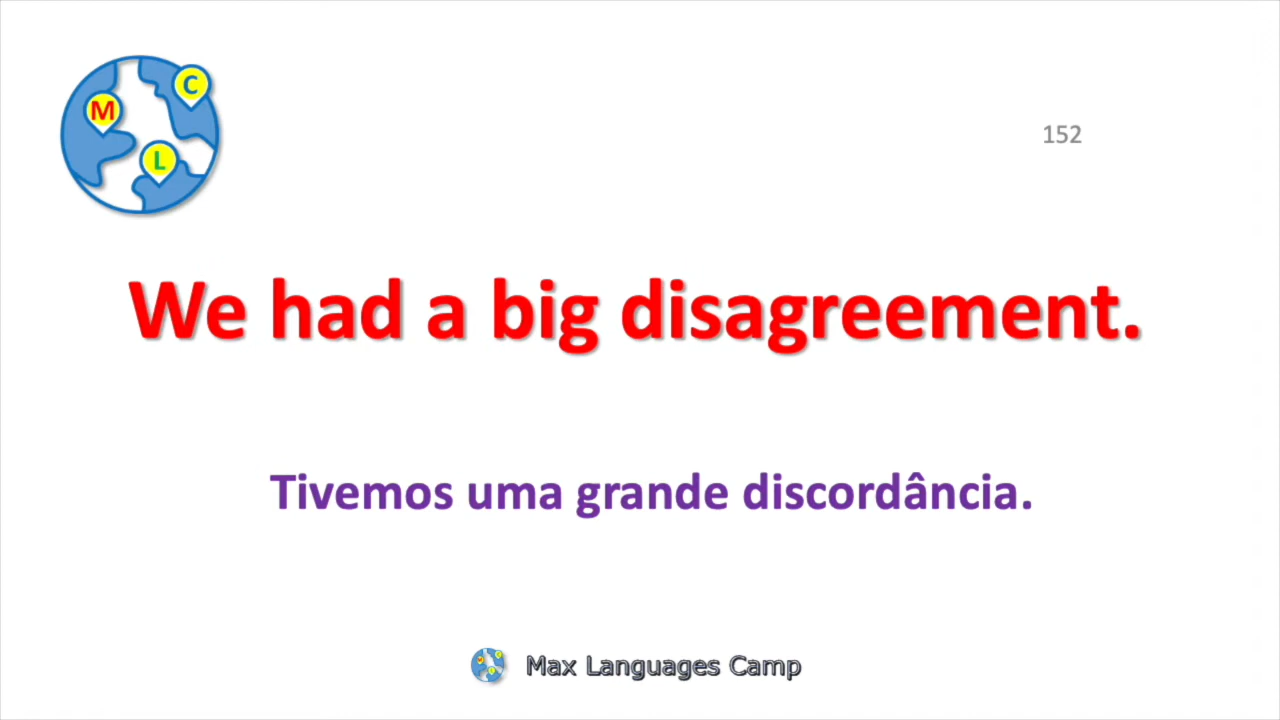 C
M
L
152
We had a big disagreement.
Tivemos uma grande discordância.
Max Languages Camp